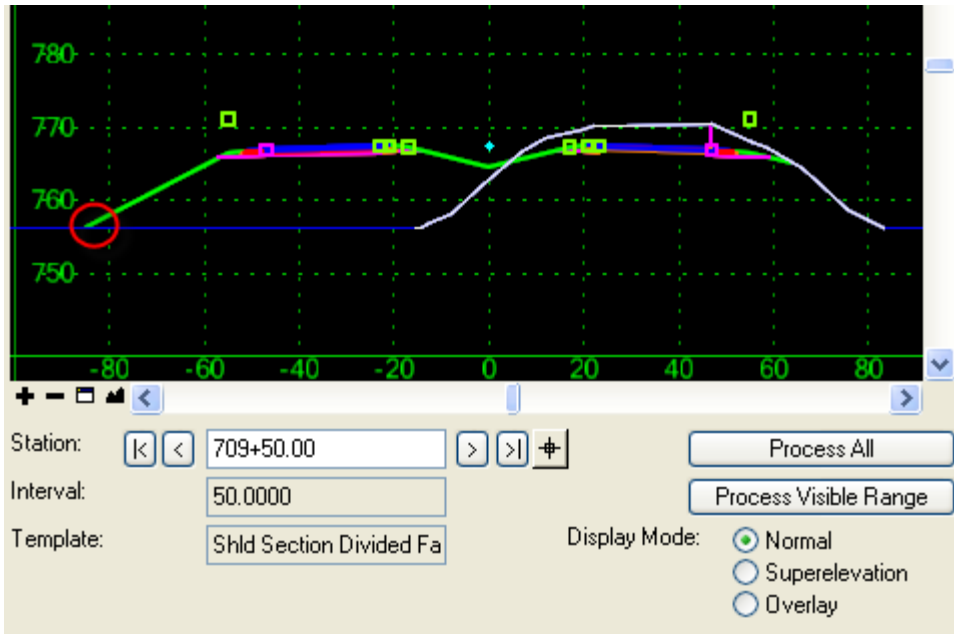 780
770
760
750
-80 -60 -40 -20 0 20 40 60 80
Station: 709+50.00 Process All
Interval: 50.0000 Process Visible Range
Template: Shld Section Divided Fa Display Mode: Normal
Superelevation
Overlay